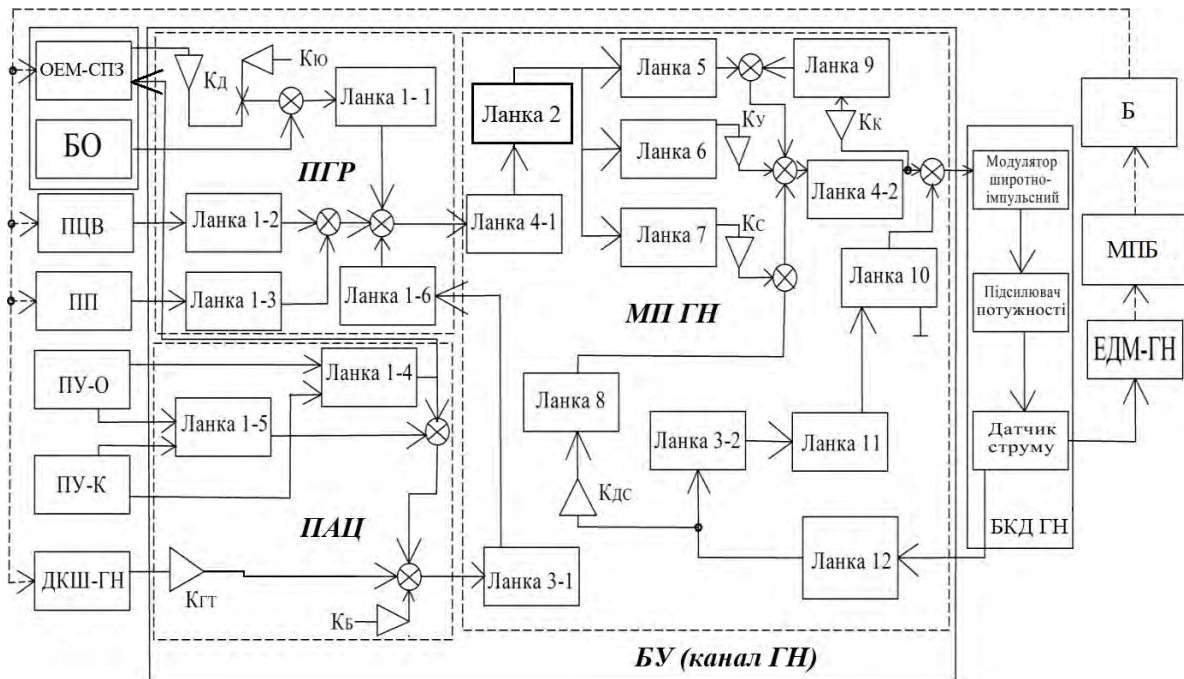 ОЕМ-СПЗ
БО
ПЦВ
ПП
ПУ-О
ПУ-К
ДКШ-ГН
КД
КЮ
Ланка 1- 1
ПГР
Ланка 1-2
Ланка 1-3
Ланка 1-6
Ланка 1-4
Ланка 1-5
ПАЦ
КГТ
КБ
Ланка 2
Ланка 4-1
Ланка 3-1
Ланка 5
Ланка 6
Ланка 7
КУ
КС
Ланка 9
КК
Ланка 4-2
Ланка 10
МП ГН
Ланка 8
Ланка 3-2
Ланка 11
КДС
Ланка 12
БУ (канал ГН)
Модулятор
широтно-
імпульсний
Підсилювач
потужності
Датчик
струму
БКД ГН
Б
МПБ
ЕДМ-ГН